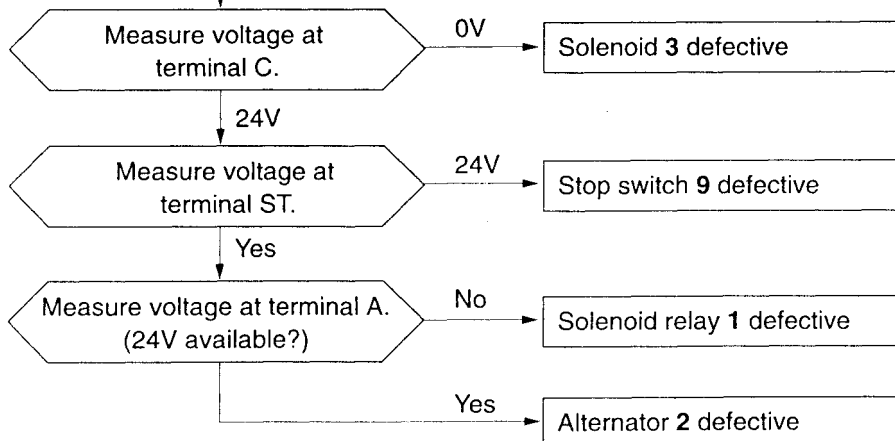 Measure voltage at
terminal C.
0V
Solenoid 3 defective
24V
Measure voltage at
terminal ST.
24V
Stop switch 9 defective
Yes
Measure voltage at terminal A.
(24V available?)
No
Solenoid relay 1 defective
Yes
Alternator 2 defective